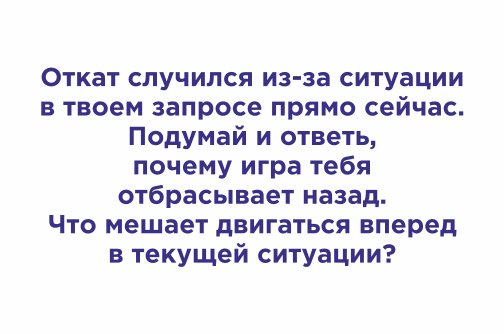 Откат случился из-за ситуации
в твоем запросе прямо сейчас.
Подумай и ответь,
почему игра тебя
отбрасывает назад.
Что мешает двигаться вперед
в текущей ситуации?